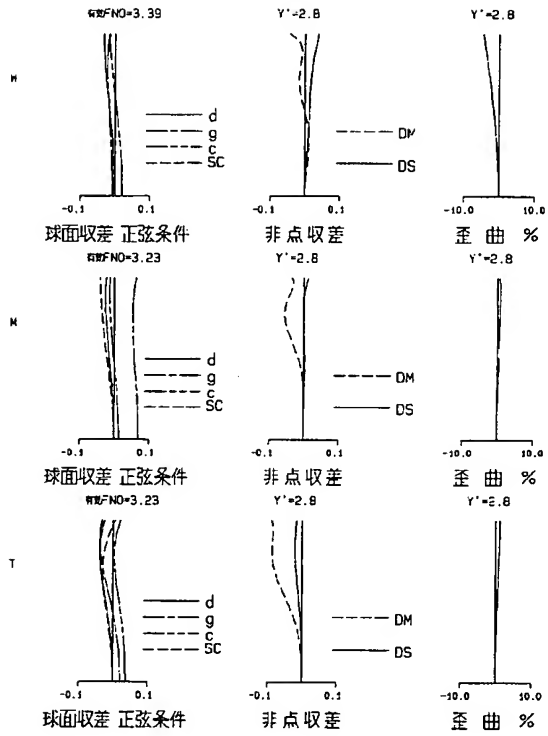 有効FNO=3.39 Y'=2.8 Y'=2.8
W
d
g
c
SC
DM
DS
-0.1 0.1 -0.1 0.1 -10.0 10.0
球面収差 正弦条件 非点収差 歪曲 %
有効FNO=3.23 Y'=2.8 Y'=2.8
M
d
g
c
SC
DM
DS
-0.1 0.1 -0.1 0.1 -10.0 10.0
球面収差 正弦条件 非点収差 歪曲 %
有効FNO=3.23 Y'=2.8 Y'=2.8
T
d
g
c
SC
DM
DS
-0.1 0.1 -0.1 0.1 -10.0 10.0
球面収差 正弦条件 非点収差 歪曲 %